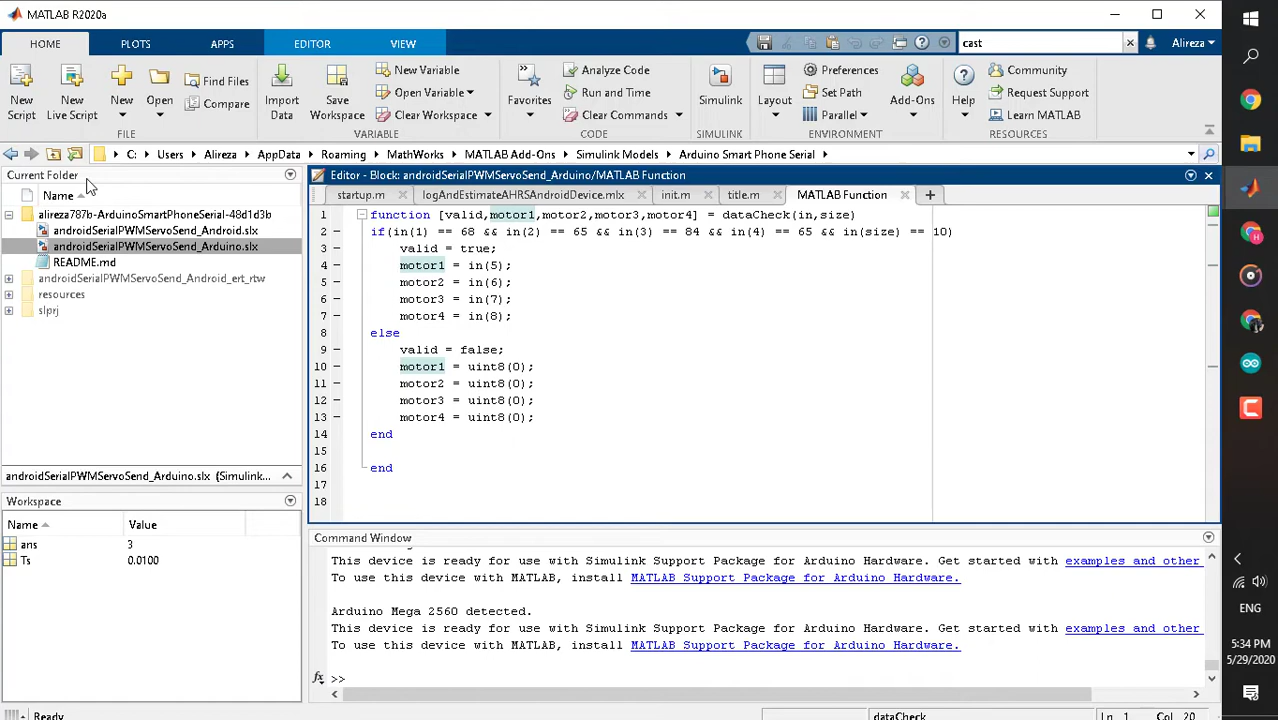 MATLAB R2020a
HOME PLOTS APPS EDITOR VIEW cast Alireza
New Script New Live Script New Open Find Files Compare Import Data Save Workspace New Variable Open Variable Clear Workspace Favorites Analyze Code Run and Time Clear Commands Simulink Layout Preferences Set Path Parallel Add-Ons Help Community Request Support Learn MATLAB
FILE VARIABLE CODE SIMULINK ENVIRONMENT RESOURCES
C: Users Alireza AppData Roaming MathWorks MATLAB Add-Ons Simulink Models Arduino Smart Phone Serial
Current Folder
Name
alireza787b-ArduinoSmartPhoneSerial-48d1d3b
androidSerialPWMServoSend_Android.slx
androidSerialPWMServoSend_Arduino.slx
README.md
androidSerialPWMServoSend_Android_ert_rtw
resources
slprj
androidSerialPWMServoSend_Arduino.slx (Simulink...
Workspace
Name Value
ans 3
Ts 0.0100
Editor - Block: androidSerialPWMServoSend_Arduino/MATLAB Function
startup.m logAndEstimateAHRSAndroidDevice.mlx init.m title.m MATLAB Function
1 function [valid,motor1,motor2,motor3,motor4] = dataCheck(in,size)
2 – if(in(1) == 68 && in(2) == 65 && in(3) == 84 && in(4) == 65 && in(size) == 10)
3 – valid = true;
4 – motor1 = in(5);
5 – motor2 = in(6);
6 – motor3 = in(7);
7 – motor4 = in(8);
8 else
9 – valid = false;
10 – motor1 = uint8(0);
11 – motor2 = uint8(0);
12 – motor3 = uint8(0);
13 – motor4 = uint8(0);
14 end
15
16 end
17
18
Command Window
This device is ready for use with Simulink Support Package for Arduino Hardware. Get started with examples and other
To use this device with MATLAB, install MATLAB Support Package for Arduino Hardware.
Arduino Mega 2560 detected.
This device is ready for use with Simulink Support Package for Arduino Hardware. Get started with examples and other
To use this device with MATLAB, install MATLAB Support Package for Arduino Hardware.
fx >>
Ready dataCheck Ln 1 Col 20
ENG
5:34 PM
5/29/2020